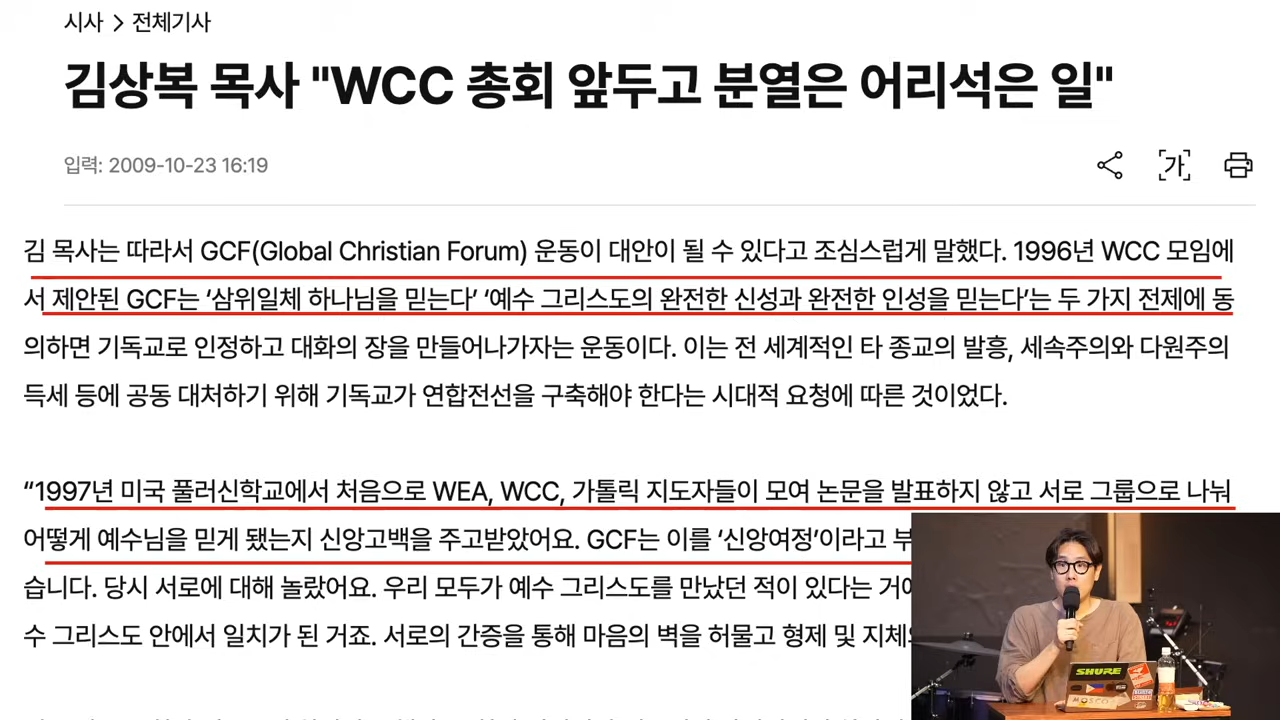 시사 > 전체기사
김상복 목사 "WCC 총회 앞두고 분열은 어리석은 일"
입력: 2009-10-23 16:19
가
김 목사는 따라서 GCF(Global Christian Forum) 운동이 대안이 될 수 있다고 조심스럽게 말했다. 1996년 WCC 모임에
서 제안된 GCF는 ‘삼위일체 하나님을 믿는다’ ‘예수 그리스도의 완전한 신성과 완전한 인성을 믿는다’는 두 가지 전제에 동
의하면 기독교로 인정하고 대화의 장을 만들어나가자는 운동이다. 이는 전 세계적인 타 종교의 발흥, 세속주의와 다원주의
득세 등에 공동 대처하기 위해 기독교가 연합전선을 구축해야 한다는 시대적 요청에 따른 것이었다.
“1997년 미국 풀러신학교에서 처음으로 WEA, WCC, 가톨릭 지도자들이 모여 논문을 발표하지 않고 서로 그룹으로 나눠
어떻게 예수님을 믿게 됐는지 신앙고백을 주고받았어요. GCF는 이를 ‘신앙여정’이라고 부
습니다. 당시 서로에 대해 놀랐어요. 우리 모두가 예수 그리스도를 만났던 적이 있다는 거
수 그리스도 안에서 일치가 된 거죠. 서로의 간증을 통해 마음의 벽을 허물고 형제 및 지체
SHURE
MOSCO